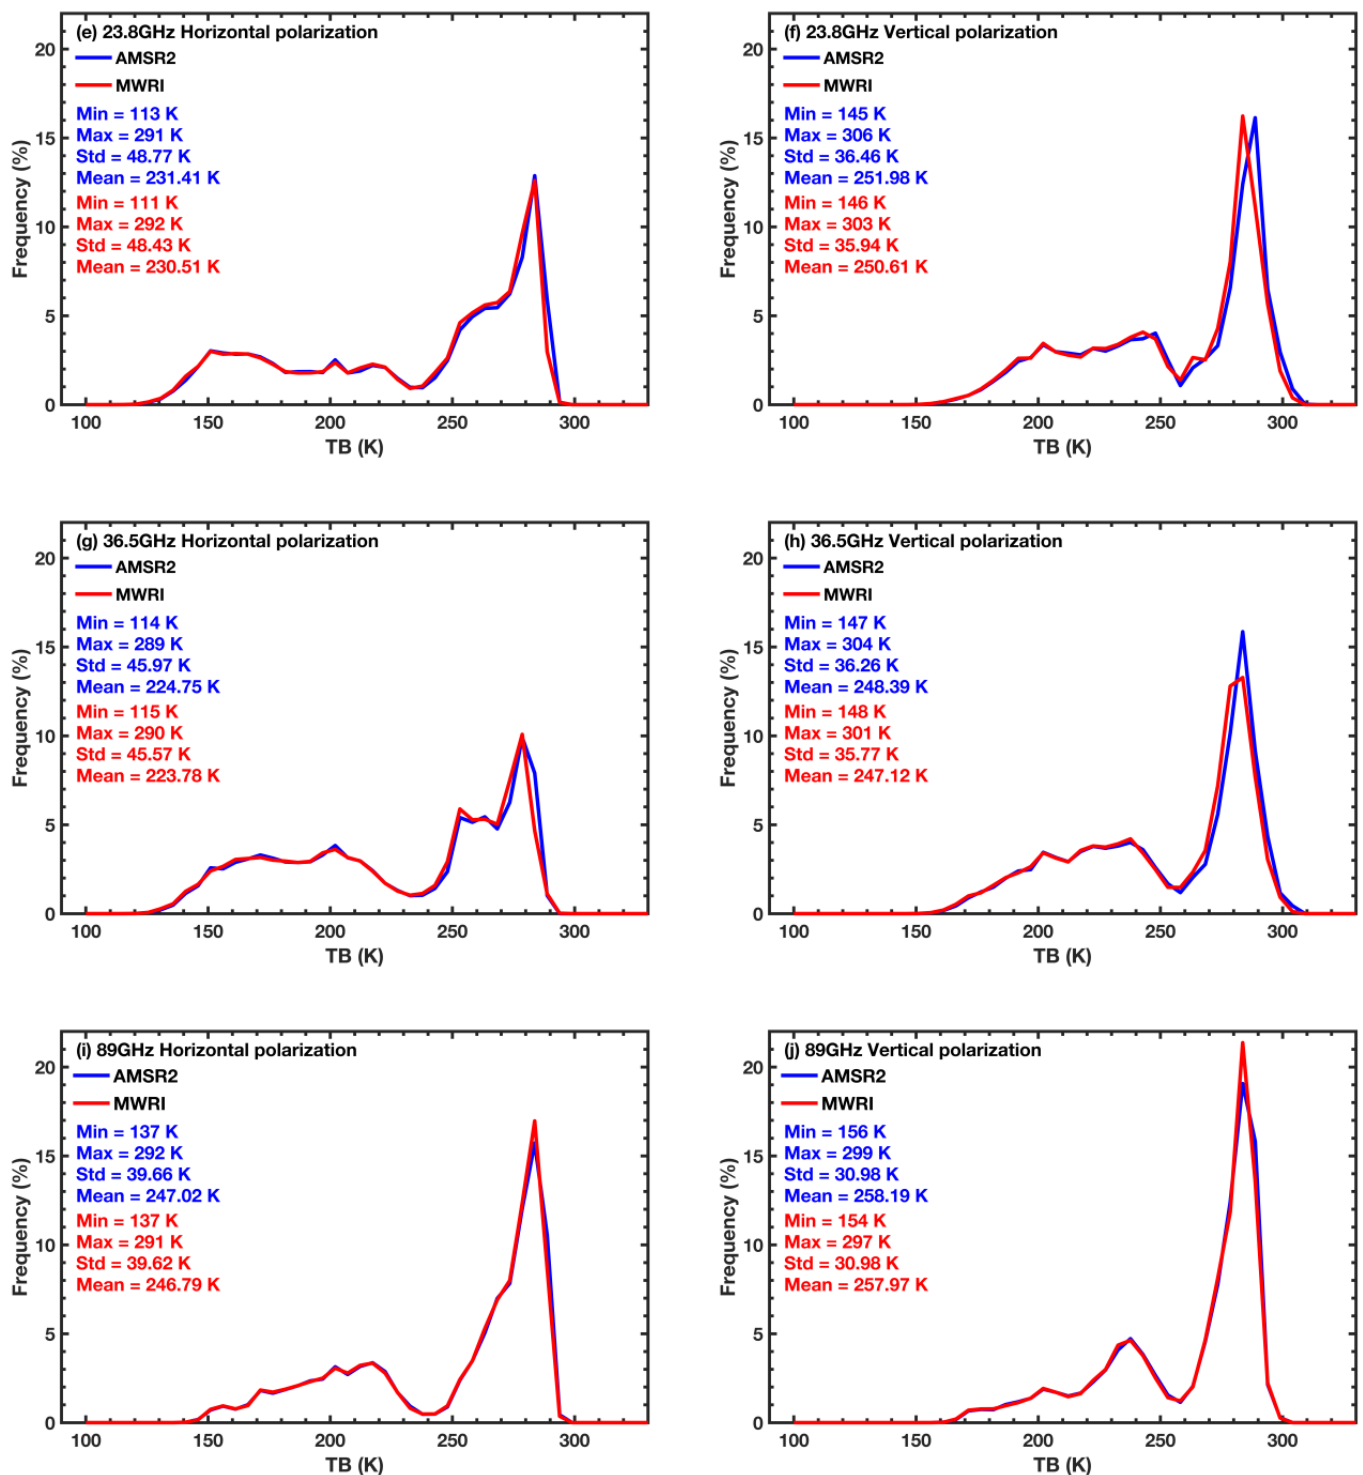 (e) 23.8GHz Horizontal polarization
AMSR2
MWRI
Min = 113 K
Max = 291 K
Std = 48.77 K
Mean = 231.41 K
Min = 111 K
Max = 292 K
Std = 48.43 K
Mean = 230.51 K
Frequency (%)
20
15
10
5
0
100 150 200 250 300
TB (K)
(f) 23.8GHz Vertical polarization
AMSR2
MWRI
Min = 145 K
Max = 306 K
Std = 36.46 K
Mean = 251.98 K
Min = 146 K
Max = 303 K
Std = 35.94 K
Mean = 250.61 K
Frequency (%)
20
15
10
5
0
100 150 200 250 300
TB (K)
(g) 36.5GHz Horizontal polarization
AMSR2
MWRI
Min = 114 K
Max = 289 K
Std = 45.97 K
Mean = 224.75 K
Min = 115 K
Max = 290 K
Std = 45.57 K
Mean = 223.78 K
Frequency (%)
20
15
10
5
0
100 150 200 250 300
TB (K)
(h) 36.5GHz Vertical polarization
AMSR2
MWRI
Min = 147 K
Max = 304 K
Std = 36.26 K
Mean = 248.39 K
Min = 148 K
Max = 301 K
Std = 35.77 K
Mean = 247.12 K
Frequency (%)
20
15
10
5
0
100 150 200 250 300
TB (K)
(i) 89GHz Horizontal polarization
AMSR2
MWRI
Min = 137 K
Max = 292 K
Std = 39.66 K
Mean = 247.02 K
Min = 137 K
Max = 291 K
Std = 39.62 K
Mean = 246.79 K
Frequency (%)
20
15
10
5
0
100 150 200 250 300
TB (K)
(j) 89GHz Vertical polarization
AMSR2
MWRI
Min = 156 K
Max = 299 K
Std = 30.98 K
Mean = 258.19 K
Min = 154 K
Max = 297 K
Std = 30.98 K
Mean = 257.97 K
Frequency (%)
20
15
10
5
0
100 150 200 250 300
TB (K)